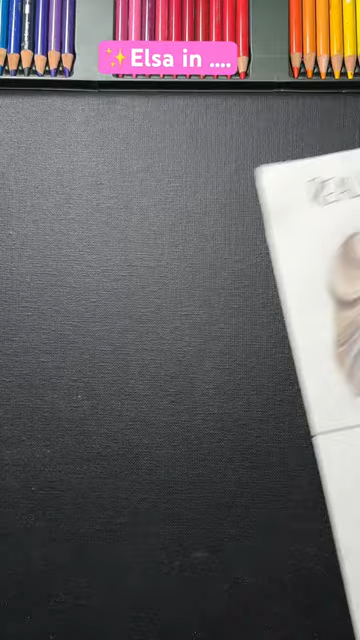 ✨Elsa in ....